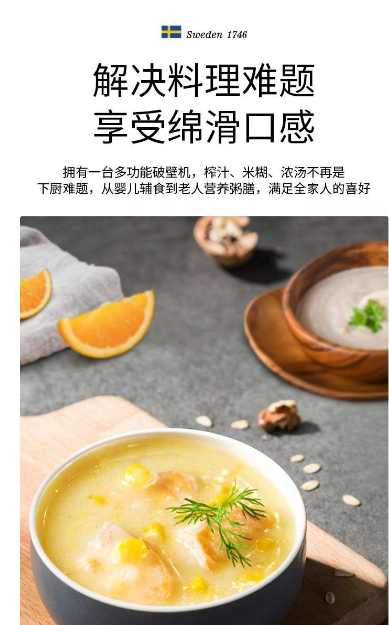 Sweden 1746
解决料理难题
享受绵滑口感
拥有一台多功能破壁机，榨汁、米糊、浓汤不再是
下厨难题，从婴儿辅食到老人营养粥膳，满足全家人的喜好